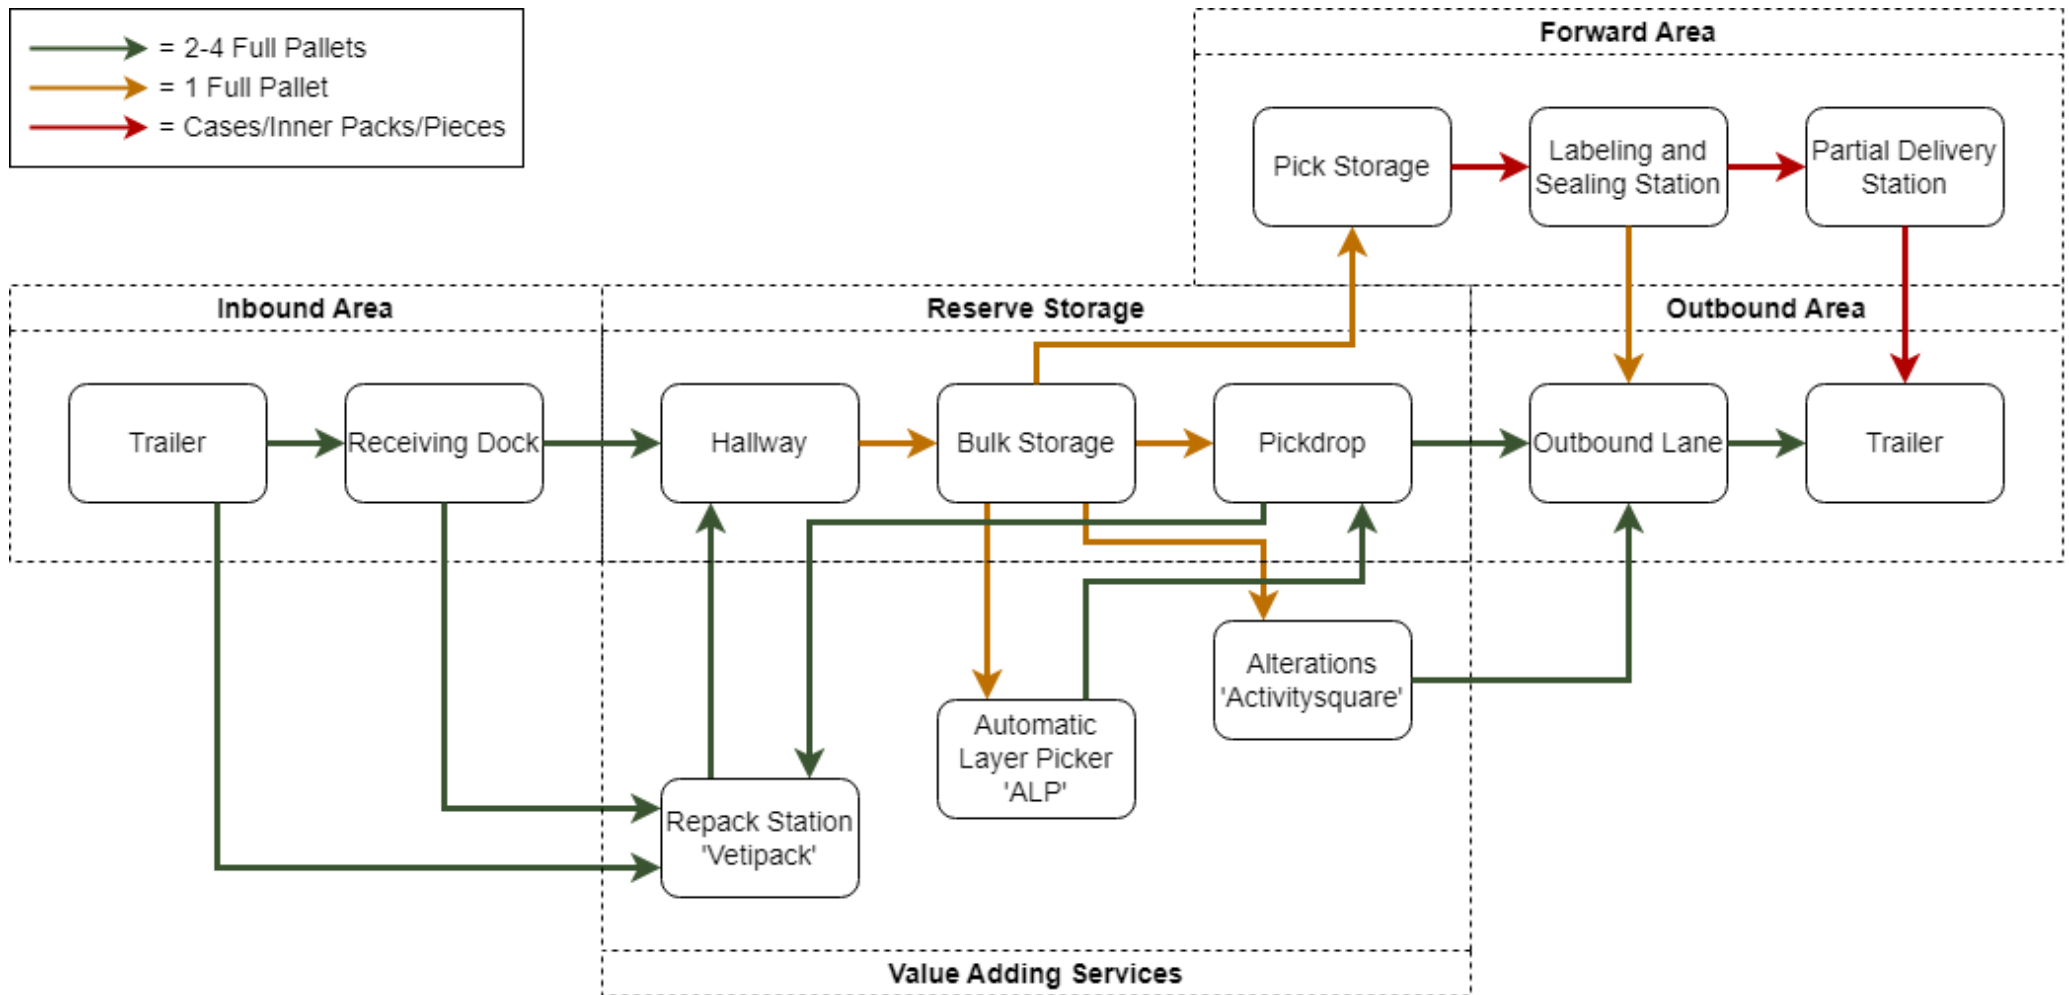 = 2-4 Full Pallets
= 1 Full Pallet
= Cases/Inner Packs/Pieces
Forward Area
Pick Storage
Labeling and
Sealing Station
Partial Delivery
Station
Inbound Area
Reserve Storage
Outbound Area
Trailer
Receiving Dock
Hallway
Bulk Storage
Pickdrop
Outbound Lane
Trailer
Alterations
'Activitysquare'
Automatic
Layer Picker
'ALP'
Repack Station
'Vetipack'
Value Adding Services